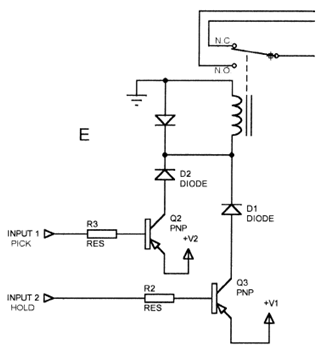 N.C
N.O
E
D2
DIODE
D1
DIODE
R3
RES
Q2
PNP
+V2
INPUT 1
PICK
R2
RES
Q3
PNP
+V1
INPUT 2
HOLD